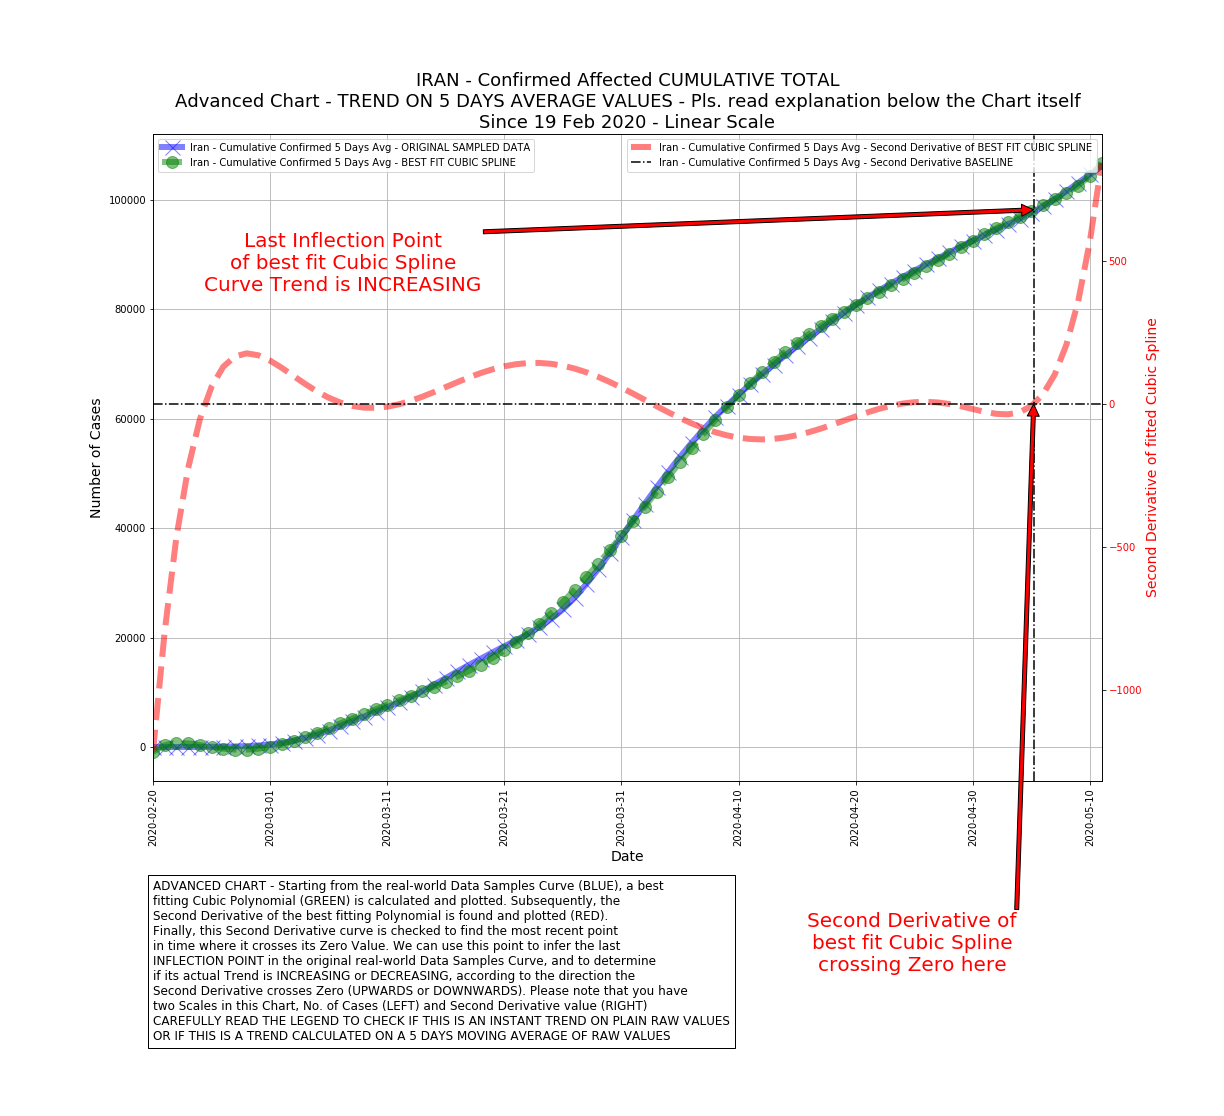 IRAN - Confirmed Affected CUMULATIVE TOTAL
Advanced Chart - TREND ON 5 DAYS AVERAGE VALUES - Pls. read explanation below the Chart itself
Since 19 Feb 2020 - Linear Scale
Iran - Cumulative Confirmed 5 Days Avg - ORIGINAL SAMPLED DATA
Iran - Cumulative Confirmed 5 Days Avg - BEST FIT CUBIC SPLINE
Iran - Cumulative Confirmed 5 Days Avg - Second Derivative of BEST FIT CUBIC SPLINE
Iran - Cumulative Confirmed 5 Days Avg - Second Derivative BASELINE
Last Inflection Point
of best fit Cubic Spline
Curve Trend is INCREASING
Number of Cases
100000
80000
60000
40000
20000
0
500
0
−500
−1000
Second Derivative of fitted Cubic Spline
2020-02-20
2020-03-01
2020-03-11
2020-03-21
2020-03-31
2020-04-10
2020-04-20
2020-04-30
2020-05-10
Date
ADVANCED CHART - Starting from the real-world Data Samples Curve (BLUE), a best
fitting Cubic Polynomial (GREEN) is calculated and plotted. Subsequently, the
Second Derivative of the best fitting Polynomial is found and plotted (RED).
Finally, this Second Derivative curve is checked to find the most recent point
in time where it crosses its Zero Value. We can use this point to infer the last
INFLECTION POINT in the original real-world Data Samples Curve, and to determine
if its actual Trend is INCREASING or DECREASING, according to the direction the
Second Derivative crosses Zero (UPWARDS or DOWNWARDS). Please note that you have
two Scales in this Chart, No. of Cases (LEFT) and Second Derivative value (RIGHT)
CAREFULLY READ THE LEGEND TO CHECK IF THIS IS AN INSTANT TREND ON PLAIN RAW VALUES
OR IF THIS IS A TREND CALCULATED ON A 5 DAYS MOVING AVERAGE OF RAW VALUES
Second Derivative of
best fit Cubic Spline
crossing Zero here